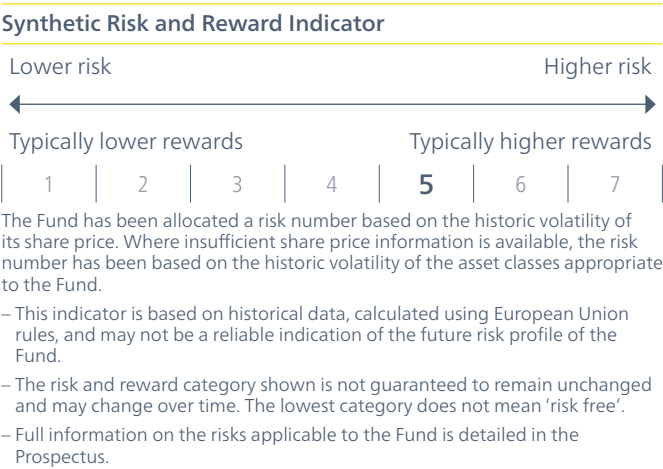 Synthetic Risk and Reward Indicator
Lower risk Higher risk
Typically lower rewards Typically higher rewards
1 2 3 4 5 6 7
The Fund has been allocated a risk number based on the historic volatility of
its share price. Where insufficient share price information is available, the risk
number has been based on the historic volatility of the asset classes appropriate
to the Fund.
– This indicator is based on historical data, calculated using European Union
rules, and may not be a reliable indication of the future risk profile of the
Fund.
– The risk and reward category shown is not guaranteed to remain unchanged
and may change over time. The lowest category does not mean ‘risk free‘.
– Full information on the risks applicable to the Fund is detailed in the
Prospectus.